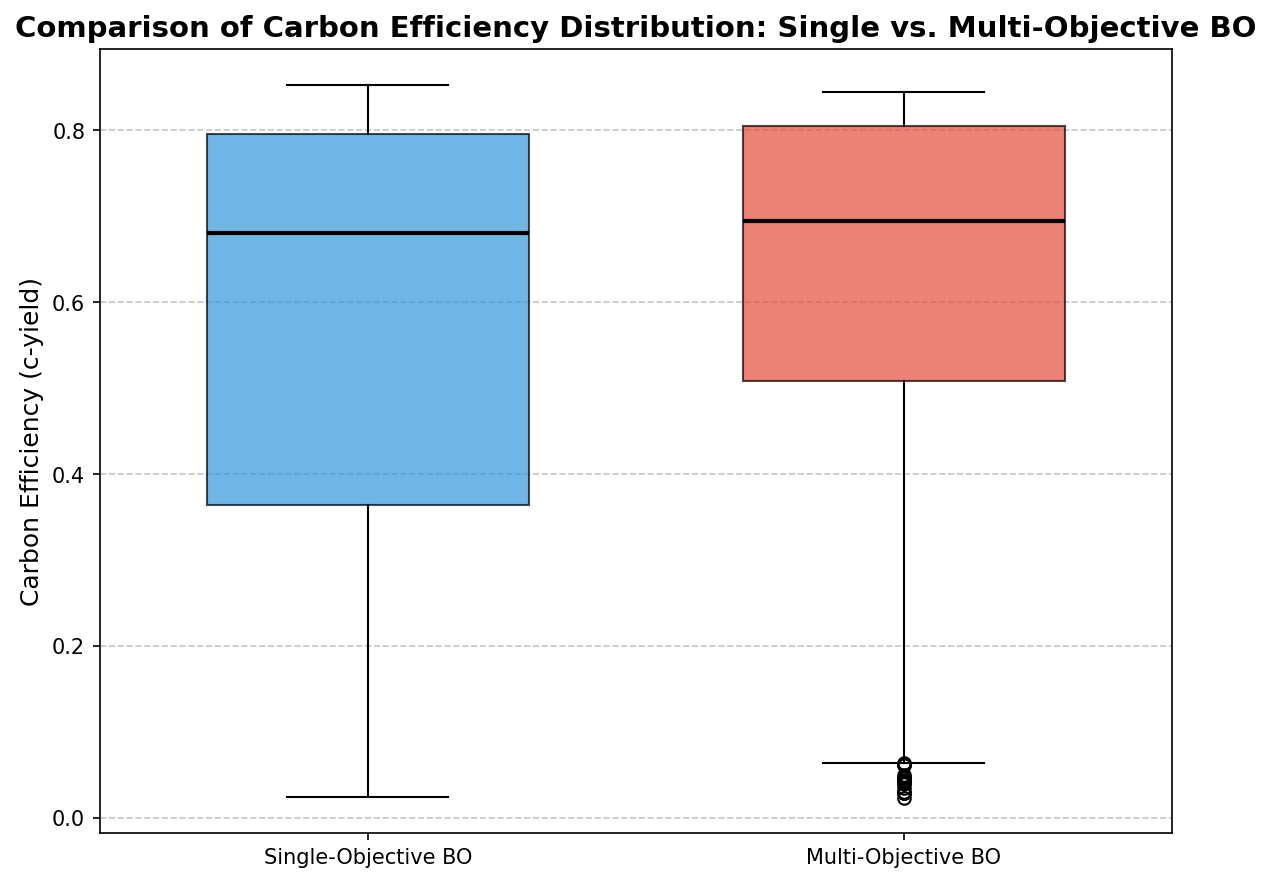 Comparison of Carbon Efficiency Distribution: Single vs. Multi-Objective BO
Carbon Efficiency (c-yield)
0.8
0.6
0.4
0.2
0.0
Single-Objective BO
Multi-Objective BO